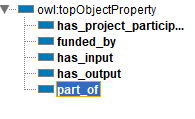 owl:topObjectProperty
has_project_particip...
funded_by
has_input
has_output
part_of